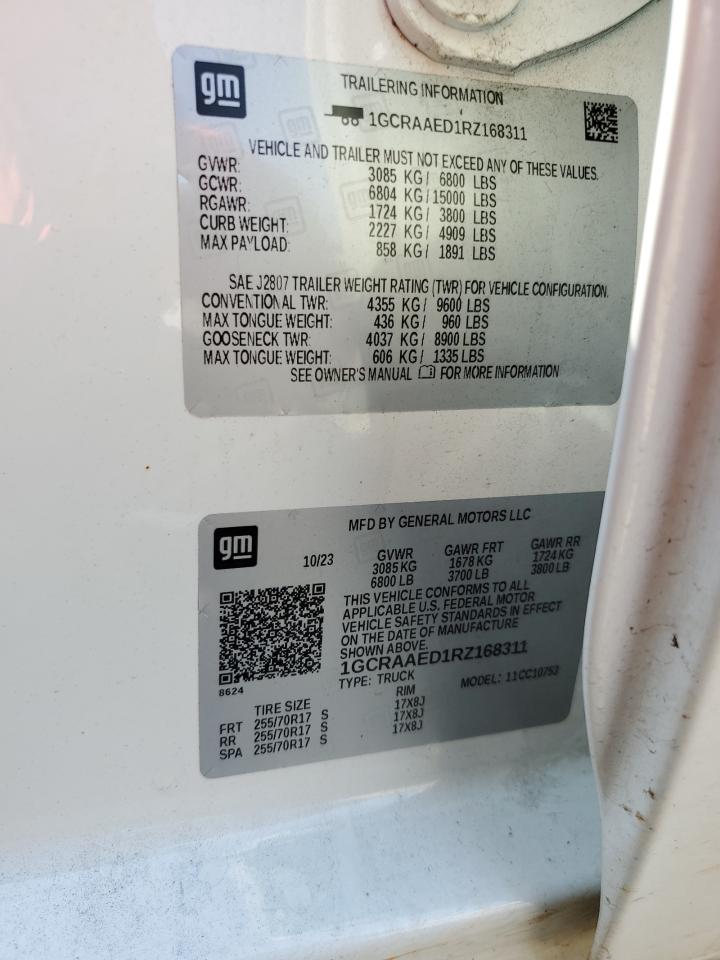 gm
TRAILERING INFORMATION
1GCRAAED1RZ168311
VEHICLE AND TRAILER MUST NOT EXCEED ANY OF THESE VALUES.
GVWR: 3085 KG / 6800 LBS
GCWR: 6804 KG / 15000 LBS
RGAWR: 1724 KG / 3800 LBS
CURB WEIGHT: 2227 KG / 4909 LBS
MAX PAYLOAD: 858 KG / 1891 LBS
SAE J2807 TRAILER WEIGHT RATING (TWR) FOR VEHICLE CONFIGURATION.
CONVENTIONAL TWR: 4355 KG / 9600 LBS
MAX TONGUE WEIGHT: 436 KG / 960 LBS
GOOSENECK TWR: 4037 KG / 8900 LBS
MAX TONGUE WEIGHT: 606 KG / 1335 LBS
SEE OWNER'S MANUAL FOR MORE INFORMATION
gm
MFD BY GENERAL MOTORS LLC
10/23 GVWR GAWR FRT GAWR RR
3085 KG 1678 KG 1724 KG
6800 LB 3700 LB 3800 LB
THIS VEHICLE CONFORMS TO ALL
APPLICABLE U.S. FEDERAL MOTOR
VEHICLE SAFETY STANDARDS IN EFFECT
ON THE DATE OF MANUFACTURE
SHOWN ABOVE.
1GCRAAED1RZ168311
8624
TYPE: TRUCK MODEL: 11CC10753
TIRE SIZE RIM
FRT 255/70R17 S 17X8J
RR 255/70R17 S 17X8J
SPA 255/70R17 S 17X8J